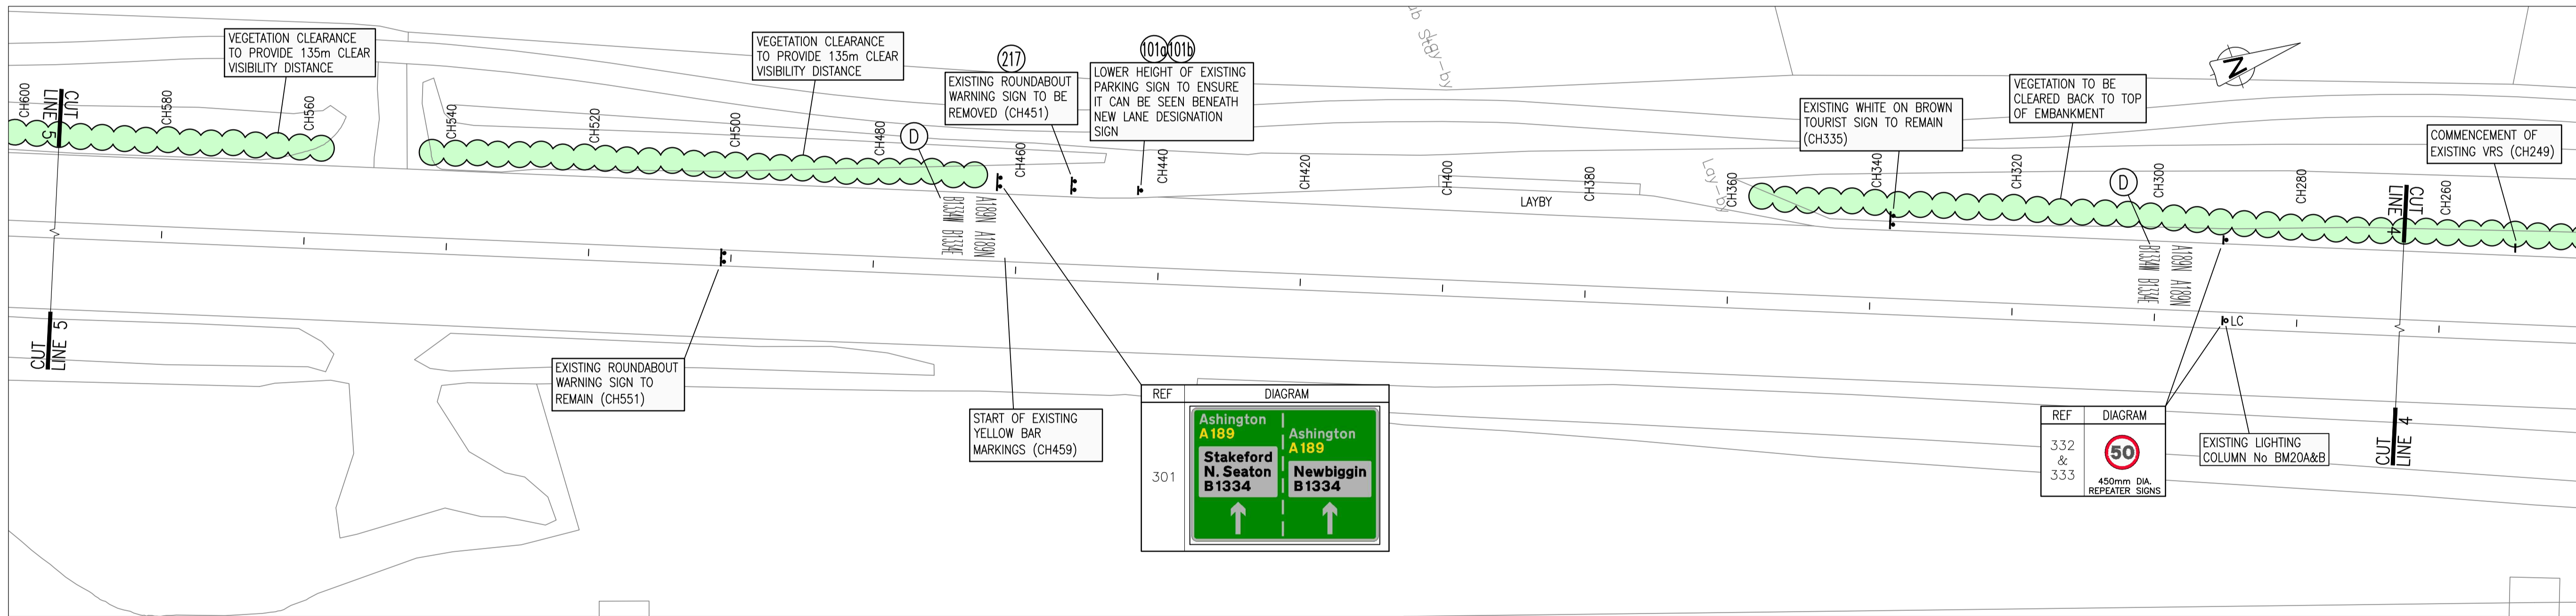 VEGETATION CLEARANCE
TO PROVIDE 135m CLEAR
VISIBILITY DISTANCE
VEGETATION CLEARANCE
TO PROVIDE 135m CLEAR
VISIBILITY DISTANCE
217
EXISTING ROUNDABOUT
WARNING SIGN TO BE
REMOVED (CH451)
101a 101b
LOWER HEIGHT OF EXISTING
PARKING SIGN TO ENSURE
IT CAN BE SEEN BENEATH
NEW LANE DESIGNATION
SIGN
EXISTING WHITE ON BROWN
TOURIST SIGN TO REMAIN
(CH335)
VEGETATION TO BE
CLEARED BACK TO TOP
OF EMBANKMENT
N
COMMENCEMENT OF
EXISTING VRS (CH249)
CH600
CUT
LINE 5
CH580
CH560
CH540
CH520
CH500
CH480
D
CH460
CH440
CH420
CH400
CH380
Lay-by
CH360
CH340
CH320
D
CH300
CH280
CUT
LINE 4
CH260
LAYBY
A189N A189N
B1334W B1334E
A189N A189N
B1334W B1334E
LC
CUT
LINE 5
EXISTING ROUNDABOUT
WARNING SIGN TO
REMAIN (CH551)
START OF EXISTING
YELLOW BAR
MARKINGS (CH459)
REF DIAGRAM
301
Ashington
A189
Stakeford
N. Seaton
B1334
Ashington
A189
Newbiggin
B1334
REF DIAGRAM
332
&
333
50
450mm DIA.
REPEATER SIGNS
EXISTING LIGHTING
COLUMN No BM20A&B
CUT
LINE 4